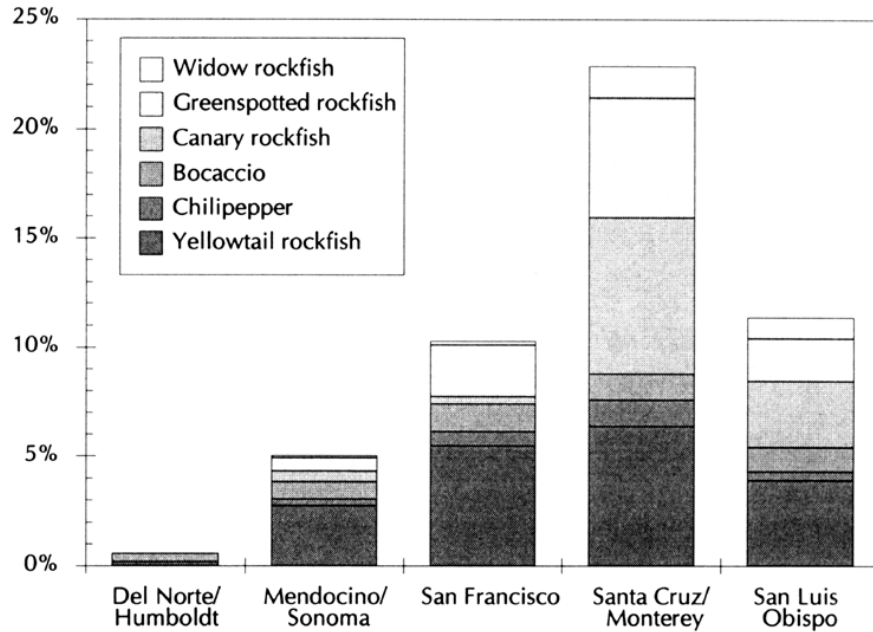 25%
20%
15%
10%
5%
0%
Widow rockfish
Greenspotted rockfish
Canary rockfish
Bocaccio
Chilipepper
Yellowtail rockfish
Del Norte/
Humboldt
Mendocino/
Sonoma
San Francisco
Santa Cruz/
Monterey
San Luis
Obispo